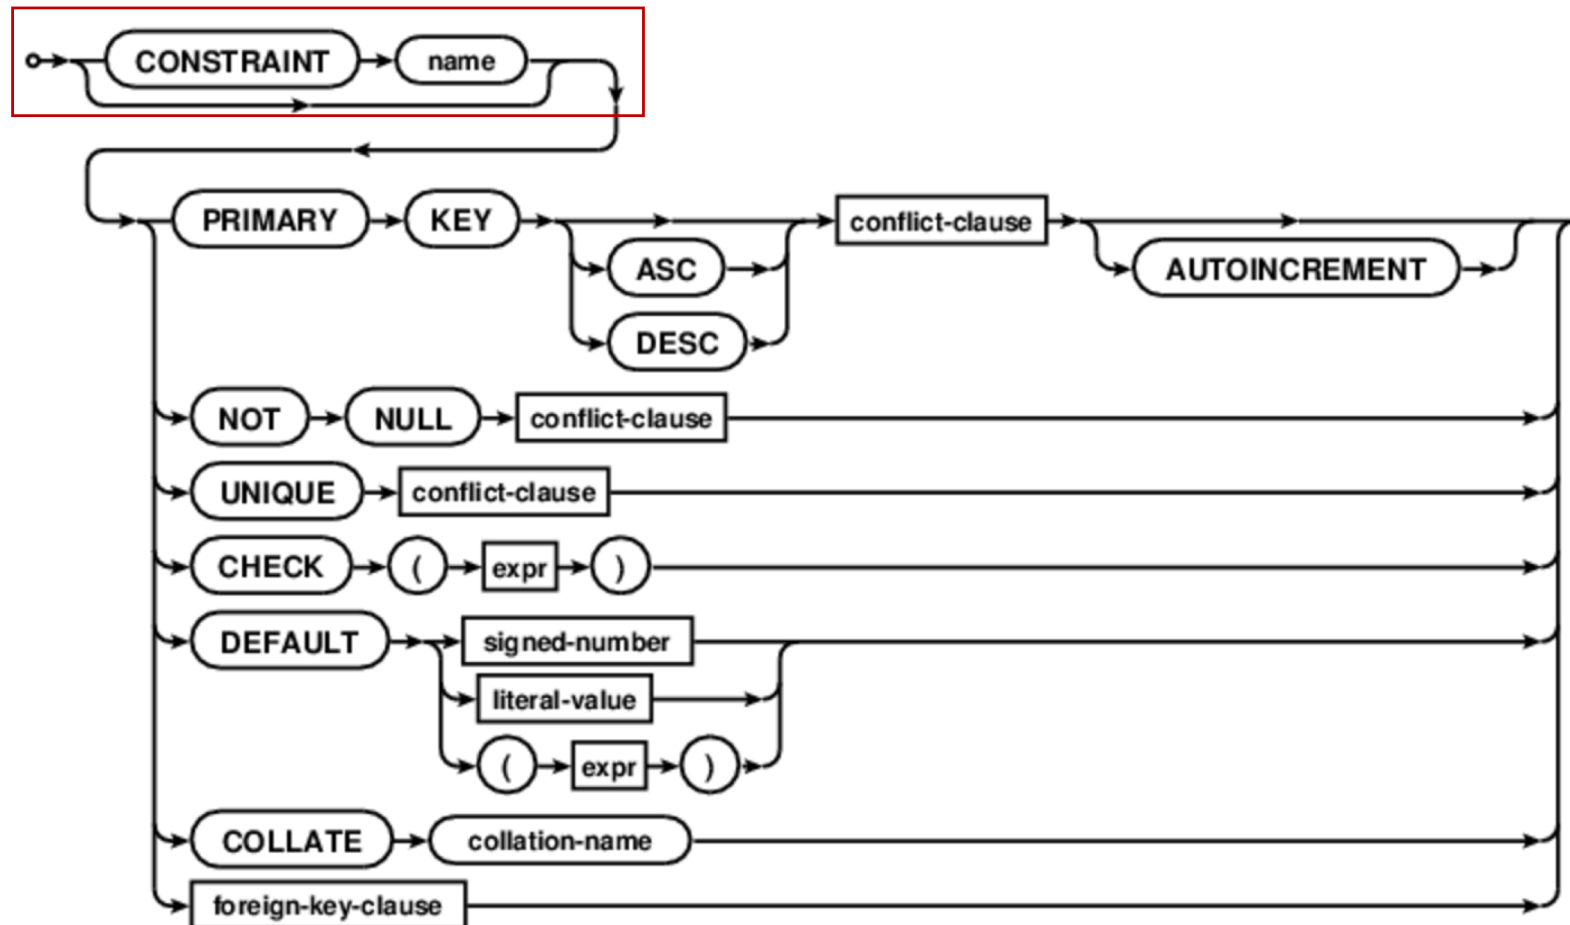 CONSTRAINT name
PRIMARY KEY conflict-clause
ASC AUTOINCREMENT
DESC
NOT NULL conflict-clause
UNIQUE conflict-clause
CHECK ( expr )
DEFAULT signed-number
literal-value
( expr )
COLLATE collation-name
foreign-key-clause